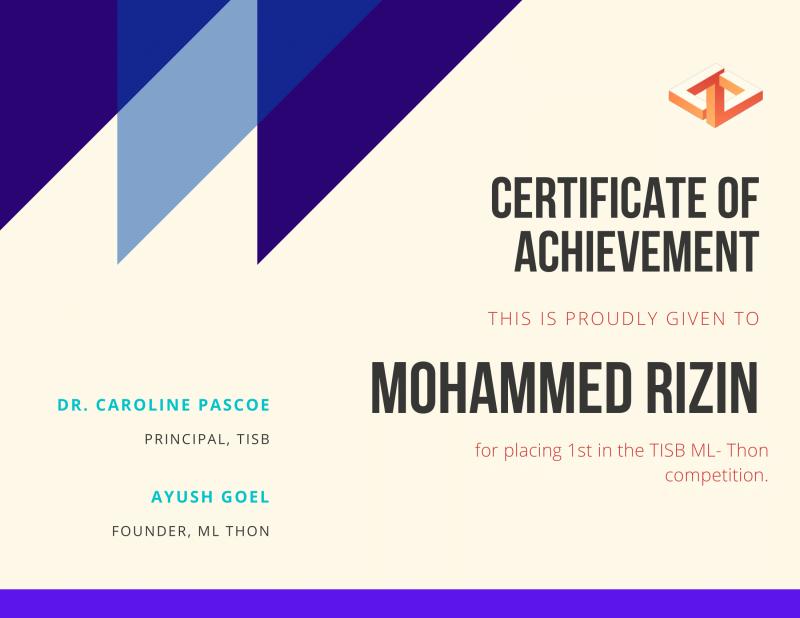 CERTIFICATE OF
ACHIEVEMENT
THIS IS PROUDLY GIVEN TO
MOHAMMED RIZIN
for placing 1st in the TISB ML- Thon
competition.
DR. CAROLINE PASCOE
PRINCIPAL, TISB
AYUSH GOEL
FOUNDER, ML THON